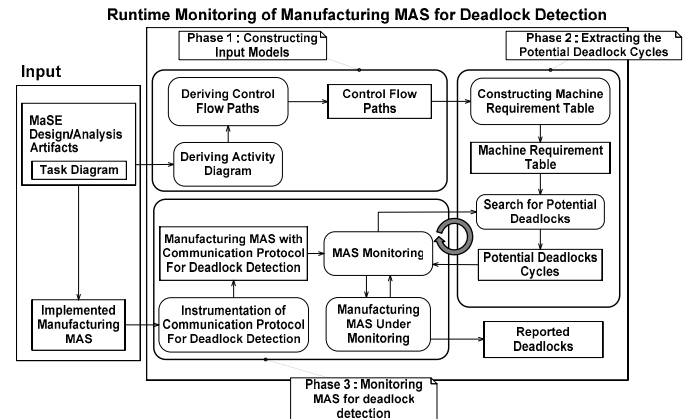 Runtime Monitoring of Manufacturing MAS for Deadlock Detection
Phase 1 : Constructing
Input Models
Phase 2 : Extracting the
Potential Deadlock Cycles
Input
MaSE
Design/Analysis
Artifacts
Task Diagram
Implemented
Manufacturing
MAS
Deriving Control
Flow Paths
Control Flow
Paths
Deriving Activity
Diagram
Constructing Machine
Requirement Table
Machine Requirement
Table
Search for Potential
Deadlocks
Potential Deadlocks
Cycles
Manufacturing MAS with
Communication Protocol
For Deadlock Detection
MAS Monitoring
Instrumentation of
Communication Protocol
For Deadlock Detection
Manufacturing
MAS Under
Monitoring
Reported
Deadlocks
Phase 3 : Monitoring
MAS for deadlock
detection